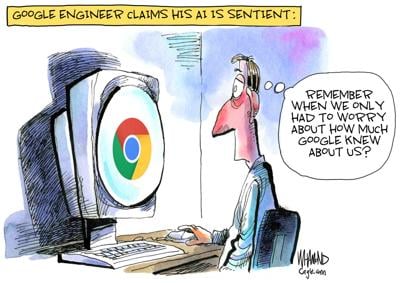 GOOGLE ENGINEER CLAIMS HIS AI IS SENTIENT:
REMEMBER
WHEN WE ONLY
HAD TO WORRY
ABOUT HOW MUCH
GOOGLE KNEW
ABOUT US?